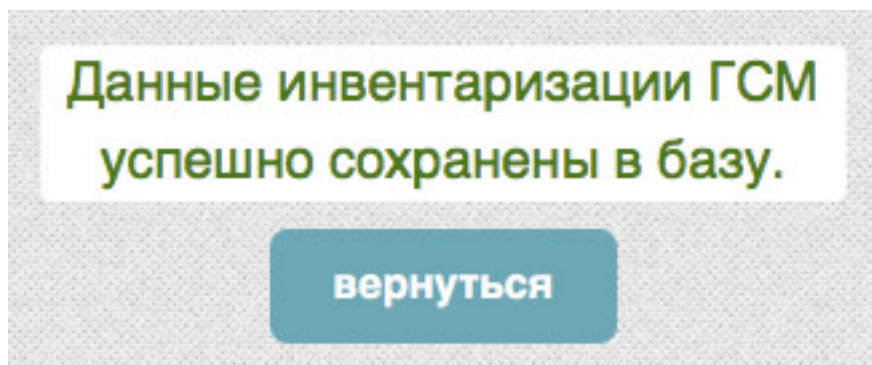 Данные инвентаризации ГСМ
успешно сохранены в базу.
вернуться